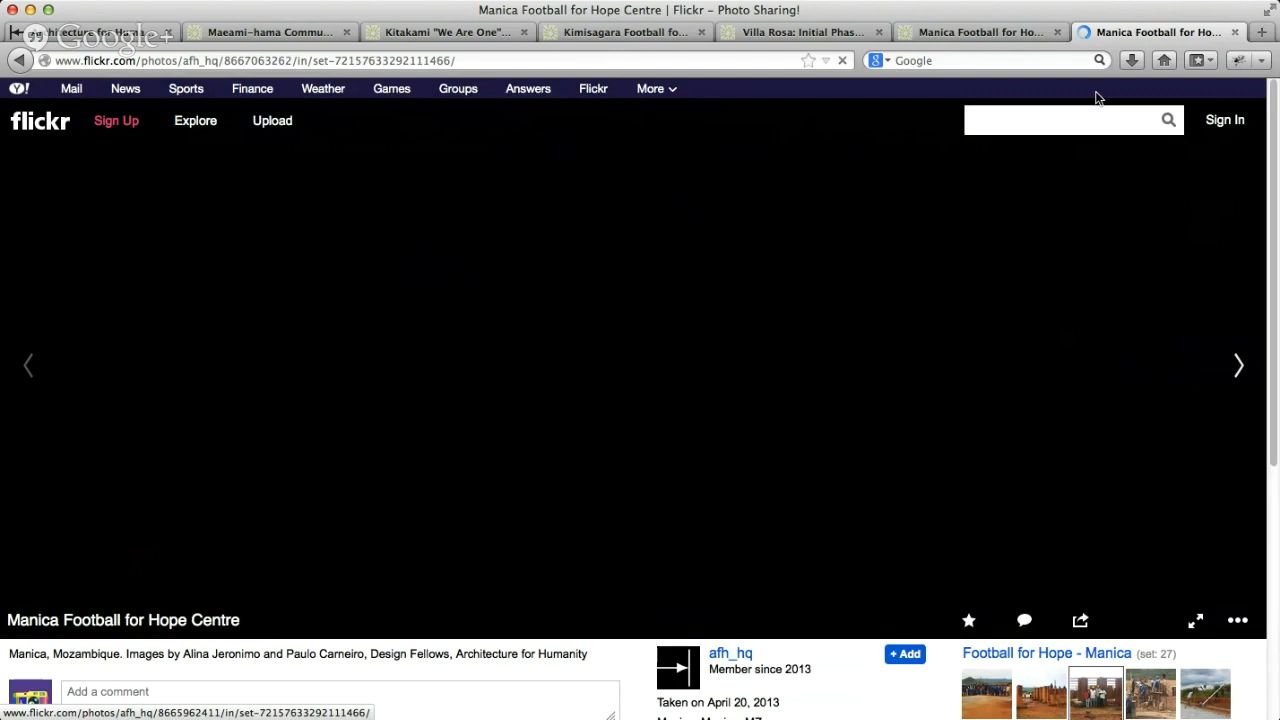 Manica Football for Hope Centre | Flickr - Photo Sharing!
Google+
Maeami-hama Commu...
Kitakami "We Are One"...
Kimisagara Football fo...
Villa Rosa: Initial Phas...
Manica Football for Ho...
Manica Football for Ho...
www.flickr.com/photos/afh_hq/8667063262/in/set-72157633292111466/
Google
Y!
Mail
News
Sports
Finance
Weather
Games
Groups
Answers
Flickr
More
flickr
Sign Up
Explore
Upload
Sign In
Manica Football for Hope Centre
Manica, Mozambique. Images by Alina Jeronimo and Paulo Carneiro, Design Fellows, Architecture for Humanity
Add a comment
afh_hq
Member since 2013
+ Add
Taken on April 20, 2013
Football for Hope - Manica (set: 27)
www.flickr.com/photos/afh_hq/8665962411/in/set-72157633292111466/